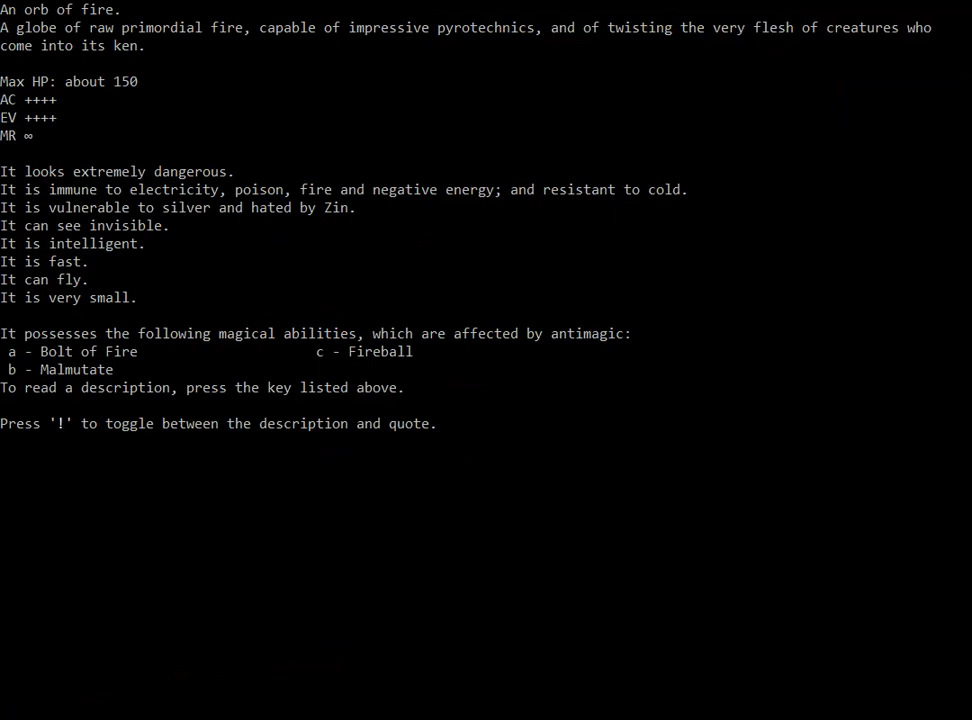 An orb of fire.
A globe of raw primordial fire, capable of impressive pyrotechnics, and of twisting the very flesh of creatures who
come into its ken.
Max HP: about 150
AC ++++
EV ++++
MR ∞
It looks extremely dangerous.
It is immune to electricity, poison, fire and negative energy; and resistant to cold.
It is vulnerable to silver and hated by Zin.
It can see invisible.
It is intelligent.
It is fast.
It can fly.
It is very small.
It possesses the following magical abilities, which are affected by antimagic:
a - Bolt of Fire c - Fireball
b - Malmutate
To read a description, press the key listed above.
Press '!' to toggle between the description and quote.